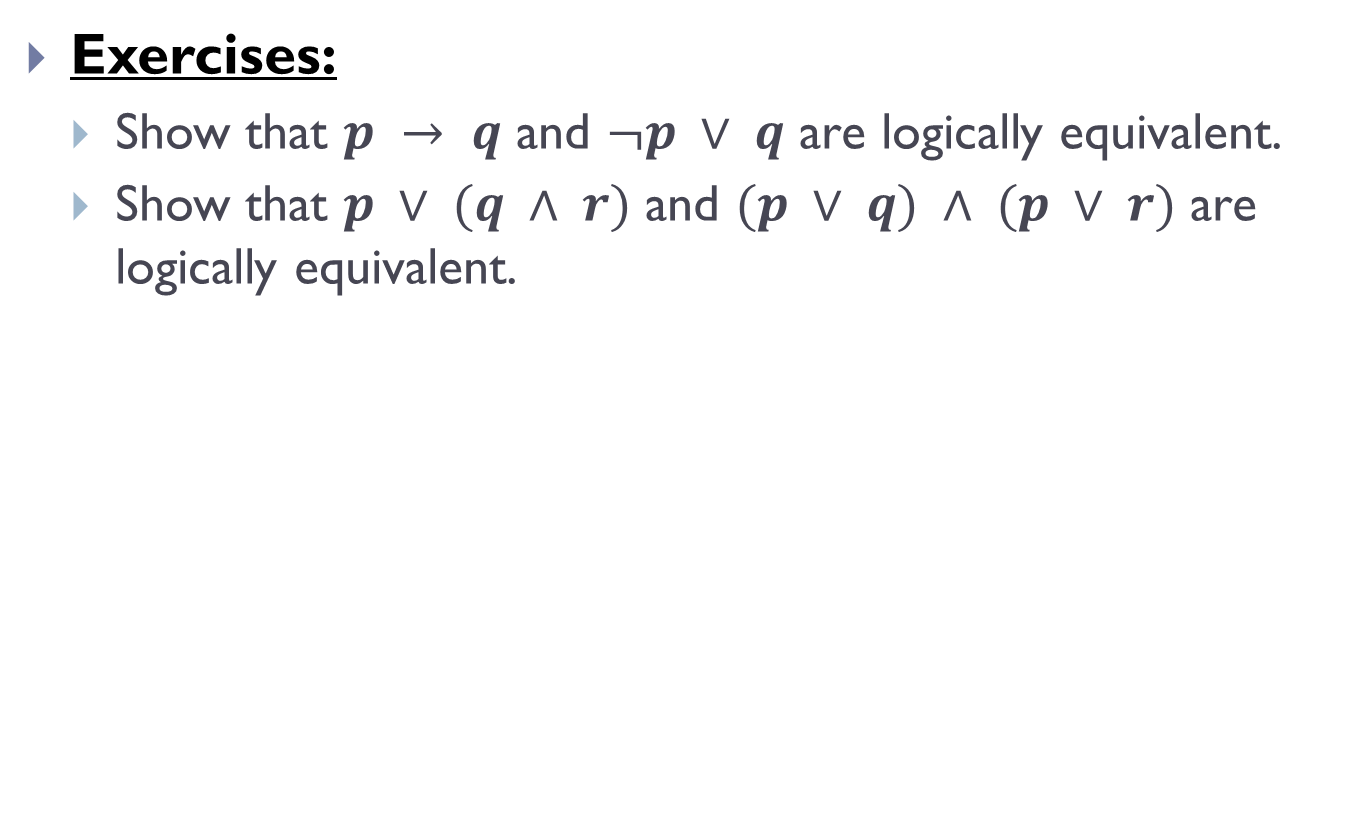 Exercises:
Show that p → q and ¬p ∨ q are logically equivalent.
Show that p ∨ (q ∧ r) and (p ∨ q) ∧ (p ∨ r) are
logically equivalent.